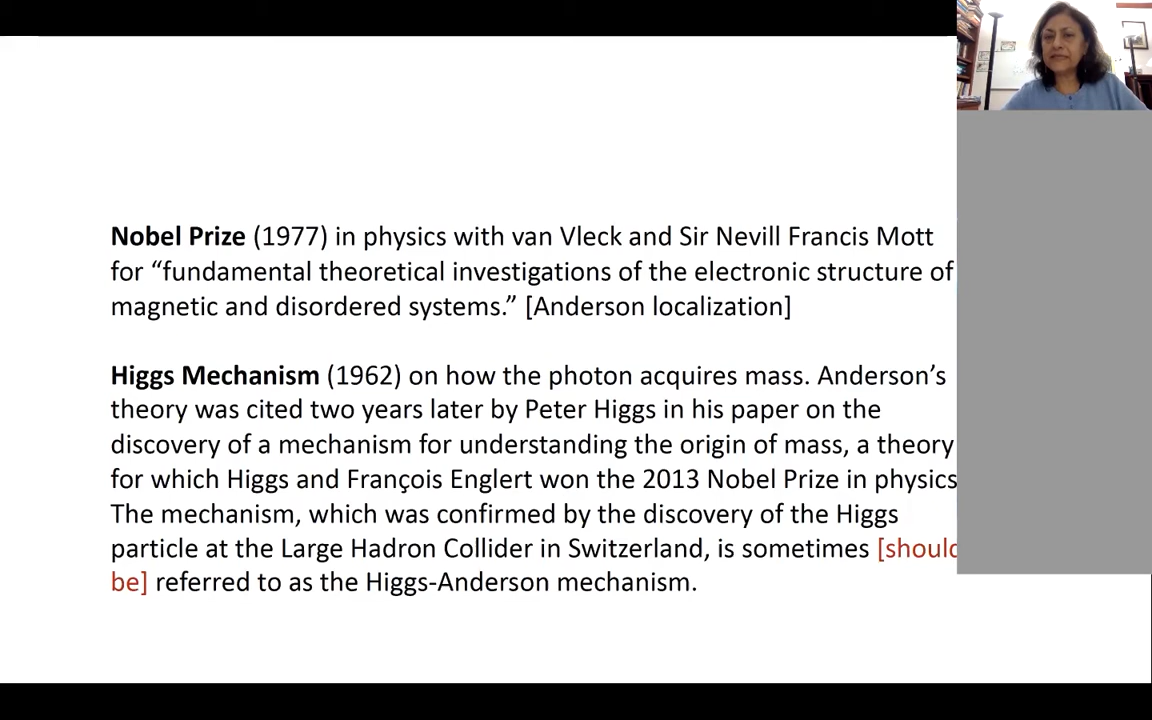 Nobel Prize (1977) in physics with van Vleck and Sir Nevill Francis Mott
for “fundamental theoretical investigations of the electronic structure of
magnetic and disordered systems.” [Anderson localization]
Higgs Mechanism (1962) on how the photon acquires mass. Anderson’s
theory was cited two years later by Peter Higgs in his paper on the
discovery of a mechanism for understanding the origin of mass, a theory
for which Higgs and François Englert won the 2013 Nobel Prize in physics
The mechanism, which was confirmed by the discovery of the Higgs
particle at the Large Hadron Collider in Switzerland, is sometimes [should
be] referred to as the Higgs-Anderson mechanism.